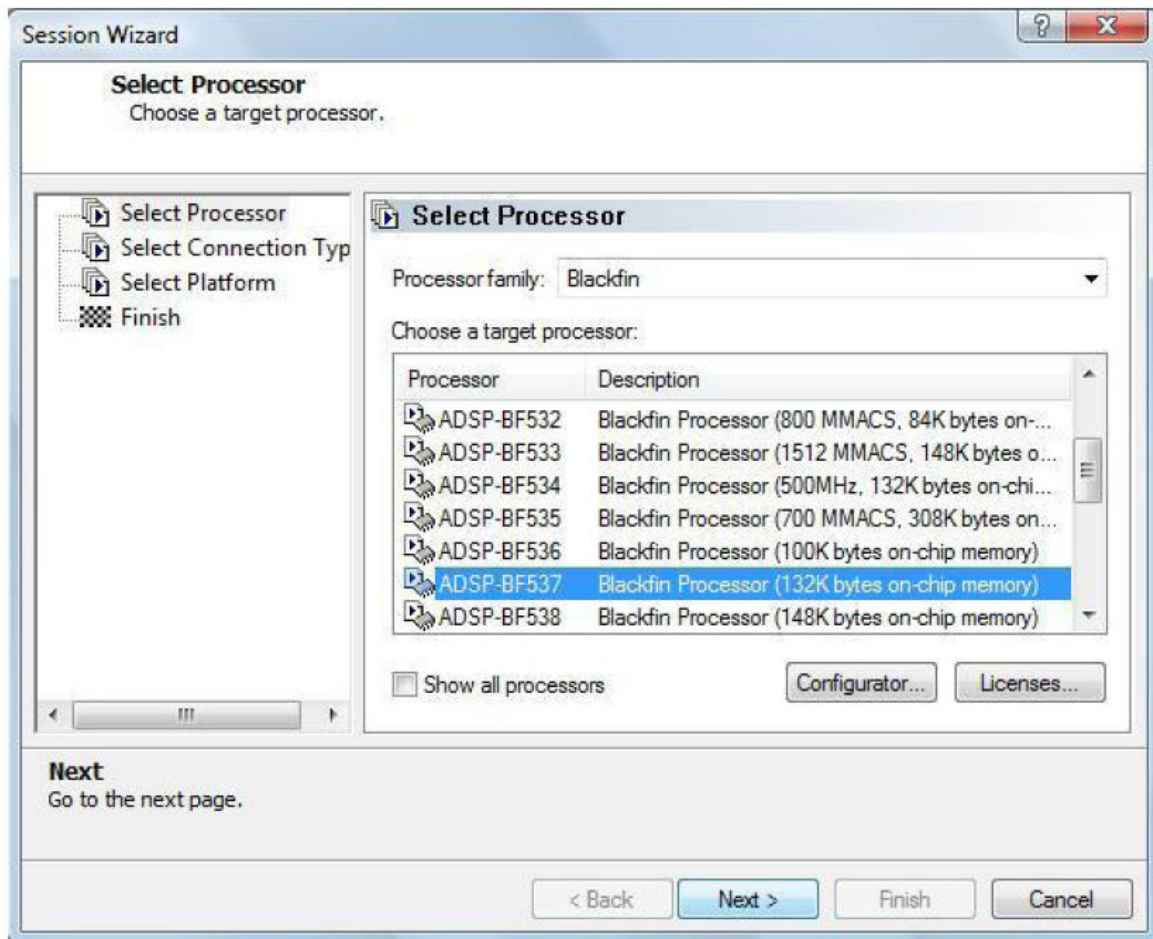 Session Wizard
Select Processor
Choose a target processor.
Select Processor
Select Connection Typ
Select Platform
Finish
Select Processor
Processor family: Blackfin
Choose a target processor:
Processor Description
ADSP-BF532 Blackfin Processor (800 MMACS, 84K bytes on-...
ADSP-BF533 Blackfin Processor (1512 MMACS, 148K bytes o...
ADSP-BF534 Blackfin Processor (500MHz, 132K bytes on-chi...
ADSP-BF535 Blackfin Processor (700 MMACS, 308K bytes on...
ADSP-BF536 Blackfin Processor (100K bytes on-chip memory)
ADSP-BF537 Blackfin Processor (132K bytes on-chip memory)
ADSP-BF538 Blackfin Processor (148K bytes on-chip memory)
Show all processors Configurator... Licenses...
Next
Go to the next page.
< Back Next > Finish Cancel